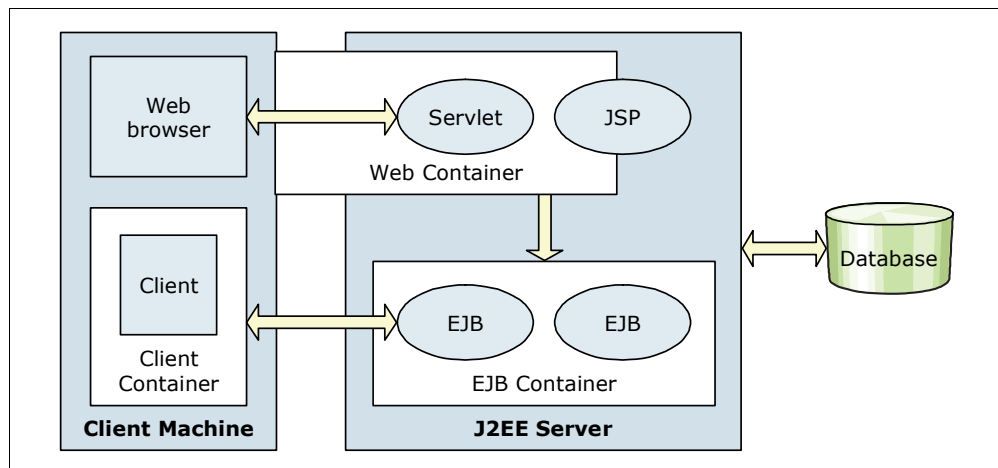 Web
browser
Servlet
JSP
Web Container
Client
Client
Container
Client Machine
EJB
EJB
EJB Container
J2EE Server
Database